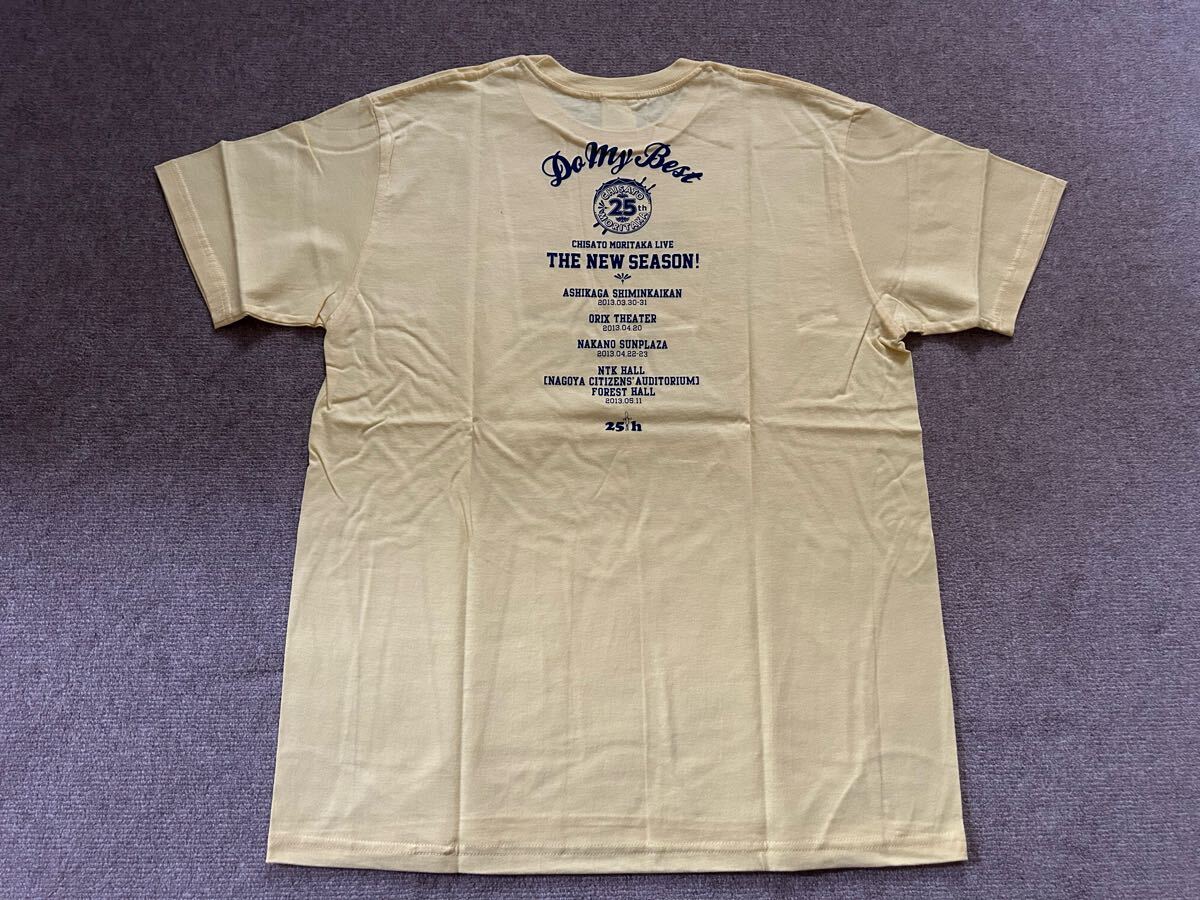 Do My Best
CHISATO
25th
MORITAKA
CHISATO MORITAKA LIVE
THE NEW SEASON!
ASHIKAGA SHIMINKAIKAN
2013.03.30-31
ORIX THEATER
2013.04.20
NAKANO SUNPLAZA
2013.04.22-23
NTK HALL
[NAGOYA CITIZENS' AUDITORIUM]
FOREST HALL
2013.05.11
25th